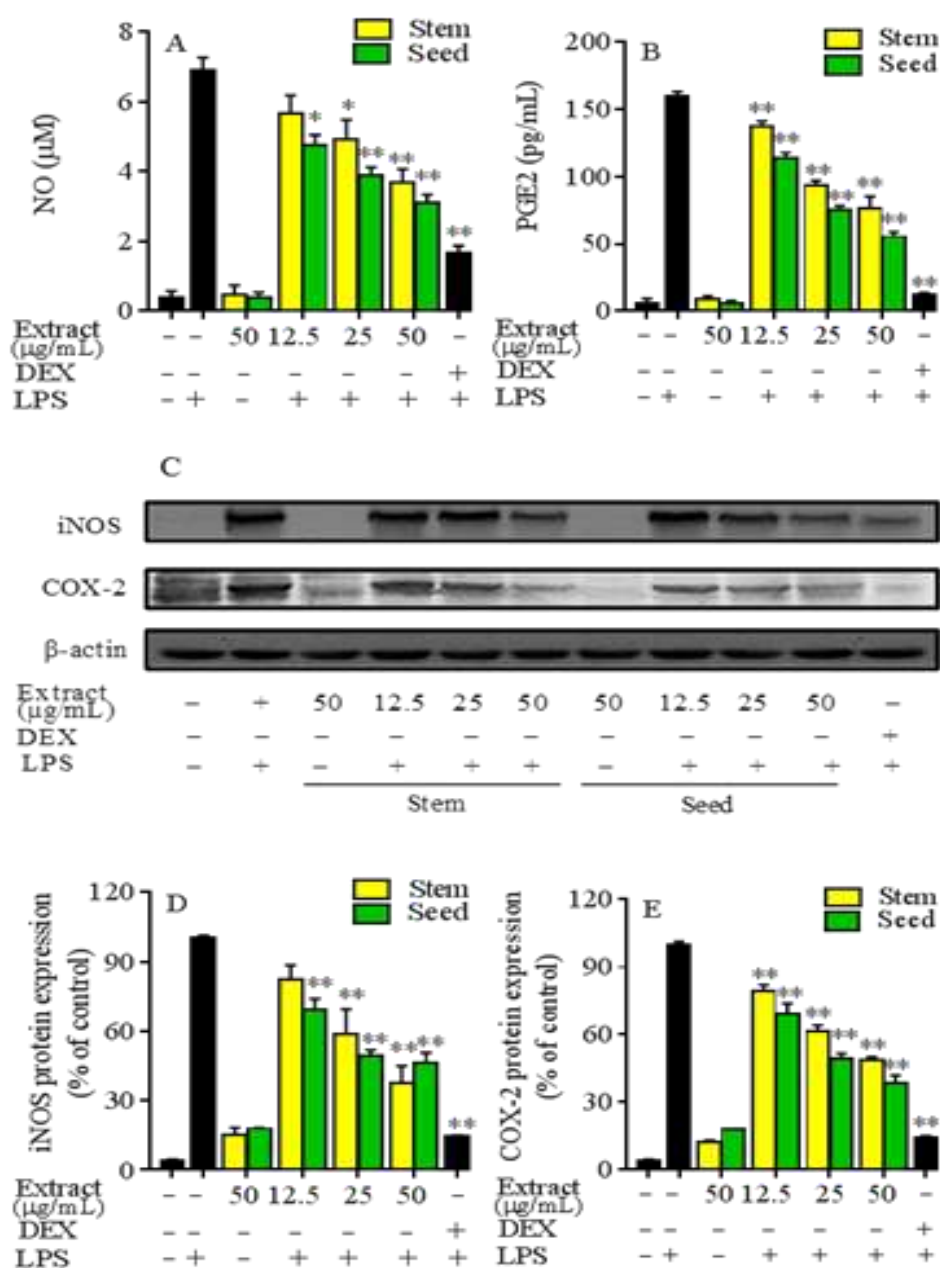 A
Stem
Seed
8
6
4
2
0
NO (μM)
Extract – – 50 12.5 25 50 –
(μg/mL)
DEX – – – – – – +
LPS – + – + + + +
* * ** ** ** **
B
Stem
Seed
200
150
100
50
0
PGE2 (pg/mL)
Extract – – 50 12.5 25 50 –
(μg/mL)
DEX – – – – – – +
LPS – + – + + + +
** ** ** ** ** ** **
C
iNOS
COX-2
β-actin
Extract – + 50 12.5 25 50 50 12.5 25 50 –
(μg/mL)
DEX – – – – – – – – – – +
LPS – + – + + + – + + + +
Stem Seed
D
Stem
Seed
120
90
60
30
0
iNOS protein expression
(% of control)
Extract – – 50 12.5 25 50 –
(μg/mL)
DEX – – – – – – +
LPS – + – + + + +
** ** ** ** ** **
E
Stem
Seed
120
90
60
30
0
COX-2 protein expression
(% of control)
Extract – – 50 12.5 25 50 –
(μg/mL)
DEX – – – – – – +
LPS – + – + + + +
** ** ** ** ** ** **